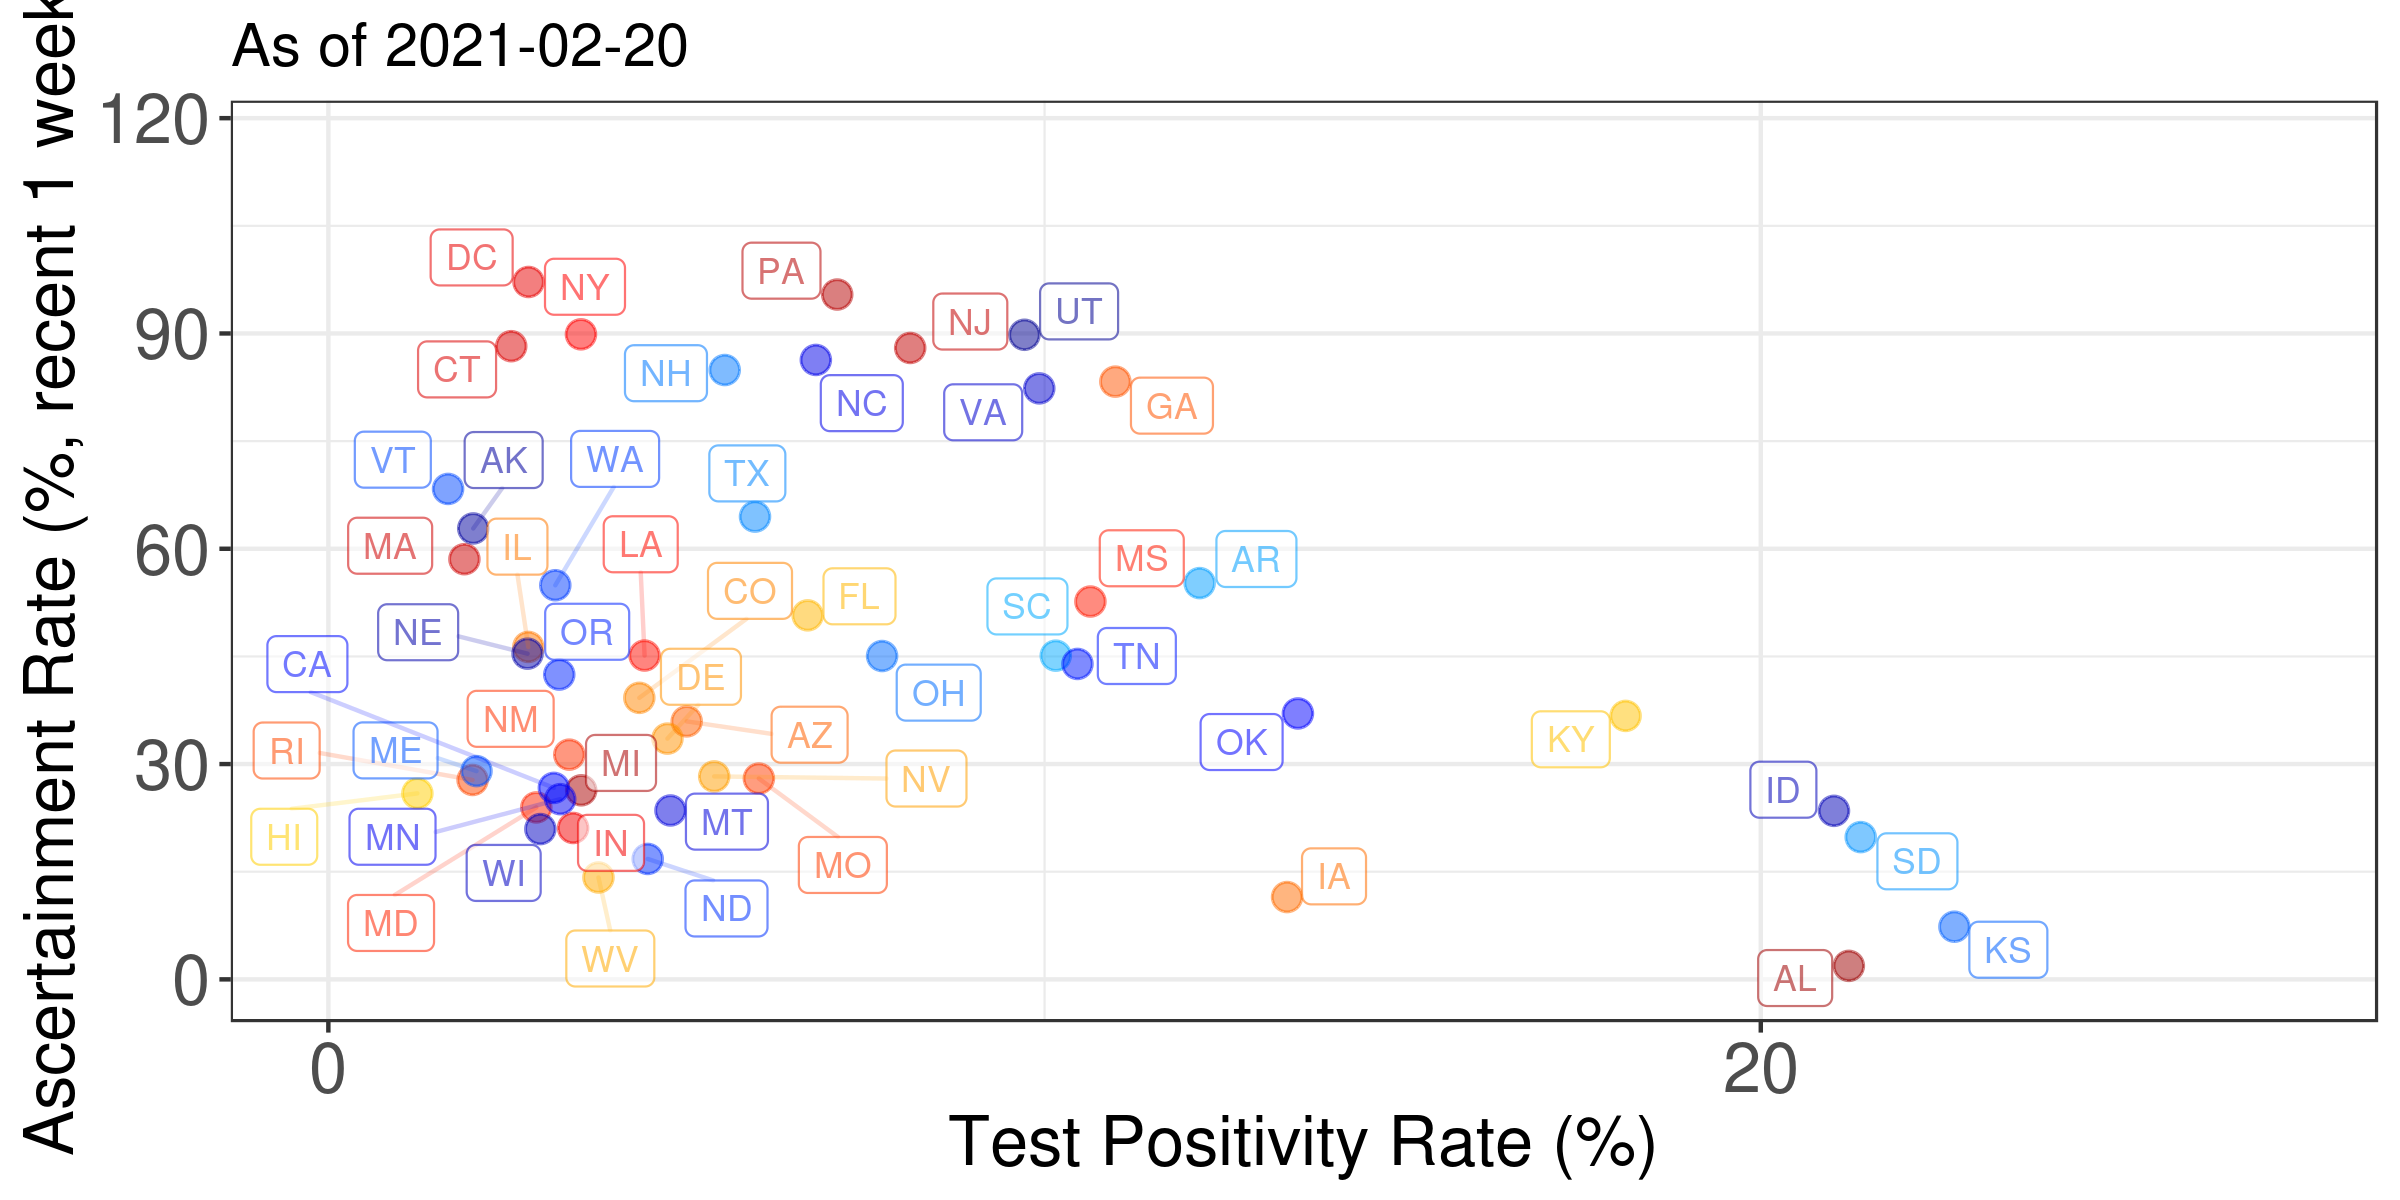 As of 2021-02-20
Ascertainment Rate (%, recent 1 week
120
90
60
30
0
DC
NY
PA
NJ
UT
CT
NH
NC
VA
GA
VT
AK
WA
TX
MA
IL
LA
MS
AR
CO
FL
SC
NE
OR
TN
CA
DE
OH
NM
AZ
OK
KY
RI
ME
MI
NV
ID
HI
MN
IN
MT
MO
SD
WI
IA
MD
ND
KS
WV
AL
0
20
Test Positivity Rate (%)